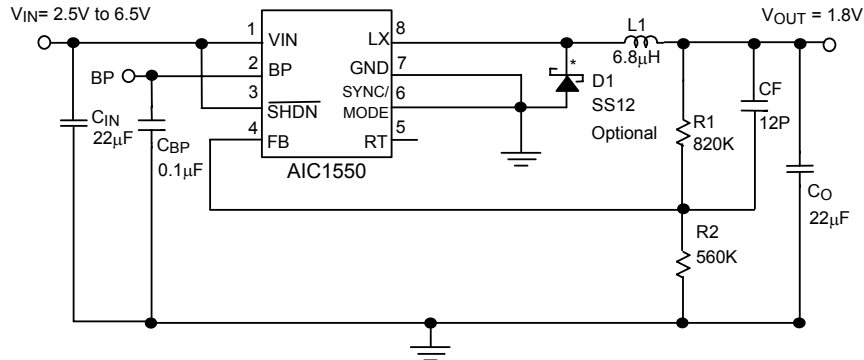 VIN= 2.5V to 6.5V
VOUT = 1.8V
BP
1
2
3
4
VIN
BP
SHDN
FB
LX
GND
SYNC/
MODE
RT
8
7
6
5
AIC1550
CIN
22µF
CBP
0.1µF
*
D1
SS12
Optional
L1
6.8µH
R1
820K
CF
12P
R2
560K
CO
22µF